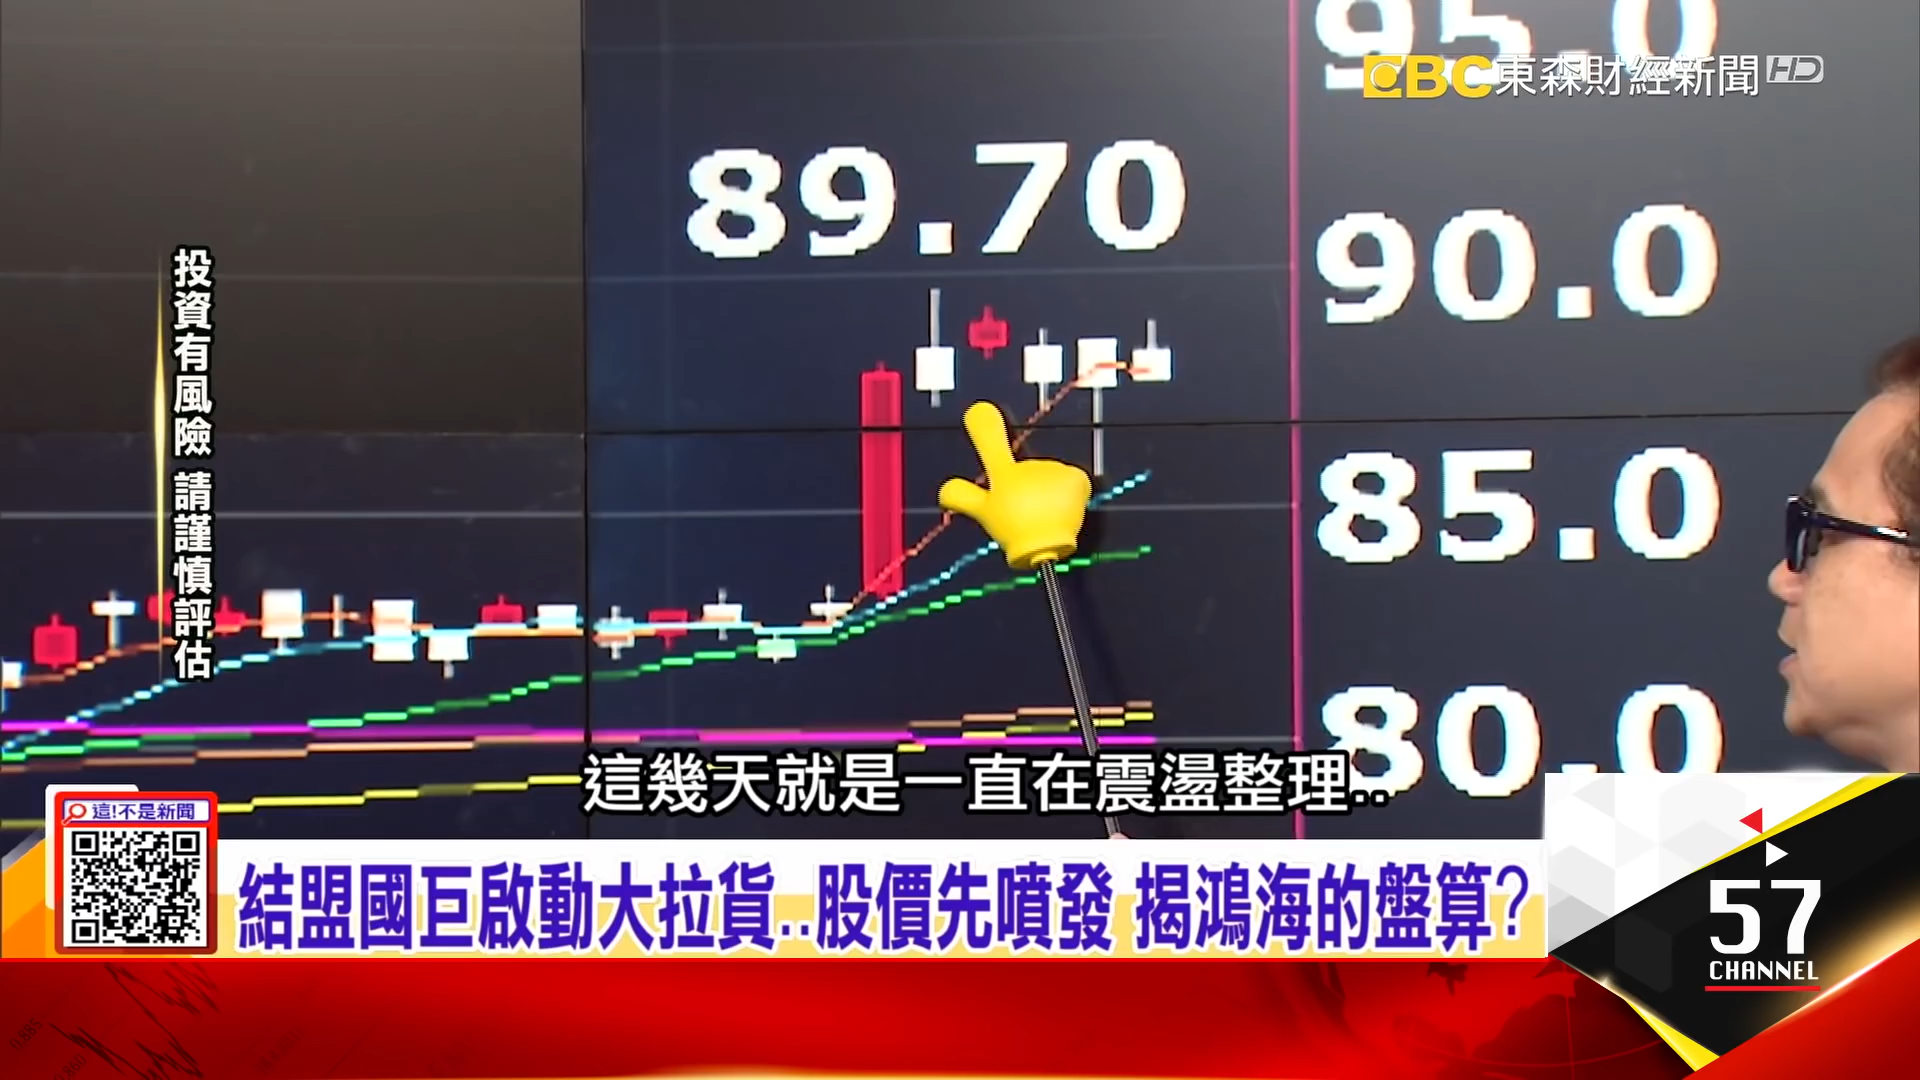 95.0
EBC東森財經新聞HD
89.70
90.0
投資有風險 請謹慎評估
85.0
80.0
這幾天就是一直在震盪整理..
這!不是新聞
結盟國巨啟動大拉貨..股價先噴發 揭鴻海的盤算?
57
CHANNEL